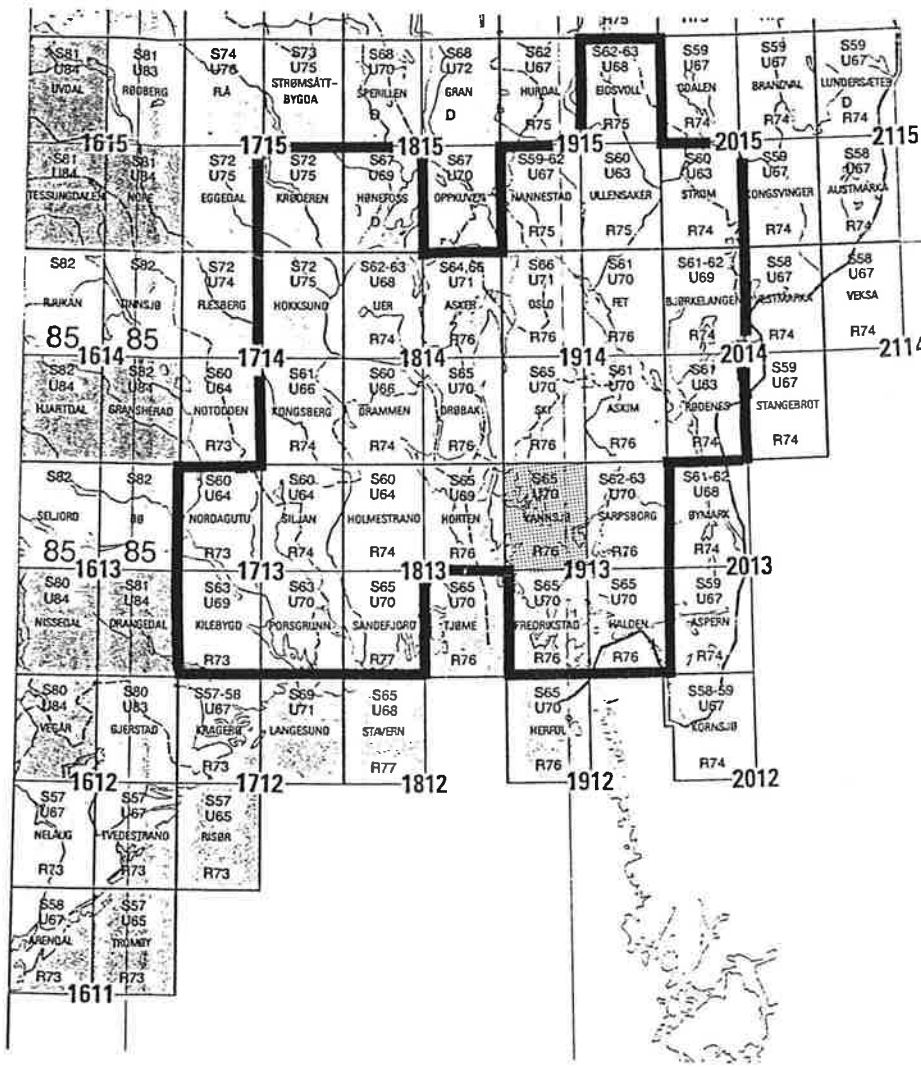 R75
R73
S81 S81 S74 S73 S68 S68 S62 S62-63 S59 S59 S59
U84 U83 U76 U75 U70 U72 U67 U68 U67 U67 U67
UVDAL RØDBERG FLÅ STRØMSÅTT-BYGDA SPERILLEN GRAN HURDAL EIDSVOLL ODALEN BRANDVAL LUNDERSÆTER
D D R75 R75 R74 R74 D R74
1615 1715 1815 1915 2015 2115
S81 S81 S72 S72 S67 S67 S59-62 S60 S60 S59 S58
U84 U84 U75 U75 U69 U70 U67 U63 U63 U67 U67
TESSUNGDALEN NORE EGGEDAL KRØDEREN HØNEFOSS OPPKUVEN NANNESTAD ULLENSAKER STRØM KONGSVINGER AUSTMARKA
D R75 R75 R74 R74 R74
S82 S82 S72 S72 S62-63 S64,66 S66 S61 S61-62 S58 S58
U74 U75 U68 U71 U71 U70 U69 U67 U67
RJUKAN TINNSJØ FLESBERG HOKKSUND LIER ASKER OSLO FET BJØRKELANGEN VESTMARKA VEKSA
85 85 R74 R76 R76 R76 R74 R74 R74
1614 1714 1814 1914 2014 2114
S82 S82 S60 S61 S60 S65 S65 S61 S61 S59
U84 U84 U64 U66 U66 U70 U70 U70 U63 U67
HJARTDAL GRANSHERAD NOTODDEN KONGSBERG DRAMMEN DRØBAK SKI ASKIM RØDENES STANGEBROT
R73 R74 R74 R76 R76 R76 R74 R74
S82 S82 S60 S60 S60 S65 S65 S62-63 S61-62
U64 U64 U64 U69 U70 U70 U68
SELJORD BØ NORDAGUTU SILJAN HOLMESTRAND HORTEN VANNSJØ SARPSBORG BYMARK
85 85 R73 R74 R74 R76 R76 R76 R74
1613 1713 1813 1913 2013
S80 S81 S63 S63 S65 S65 S65 S65 S59
U84 U84 U69 U70 U70 U70 U70 U70 U67
NISSEDAL DRANGEDAL KILEBYGD PORSGRUNN SANDEFJORD TJØME FREDRIKSTAD HALDEN ASPERN
R73 R77 R76 R76 R76 R74
S80 S80 S57-58 S69 S65 S65 S58-59
U84 U83 U67 U71 U68 U70 U67
VEGÅR GJERSTAD KRAGERØ LANGESUND STAVERN HERFØL KORNSJØ
R73 R77 R76 R74
1612 1712 1812 1912 2012
S57 S57 S57
U67 U67 U65
NELAUG TVEDESTRAND RISØR
R73 R73 R73
S58 S57
U67 U65
ARENDAL TROMØY
R73 R73
1611